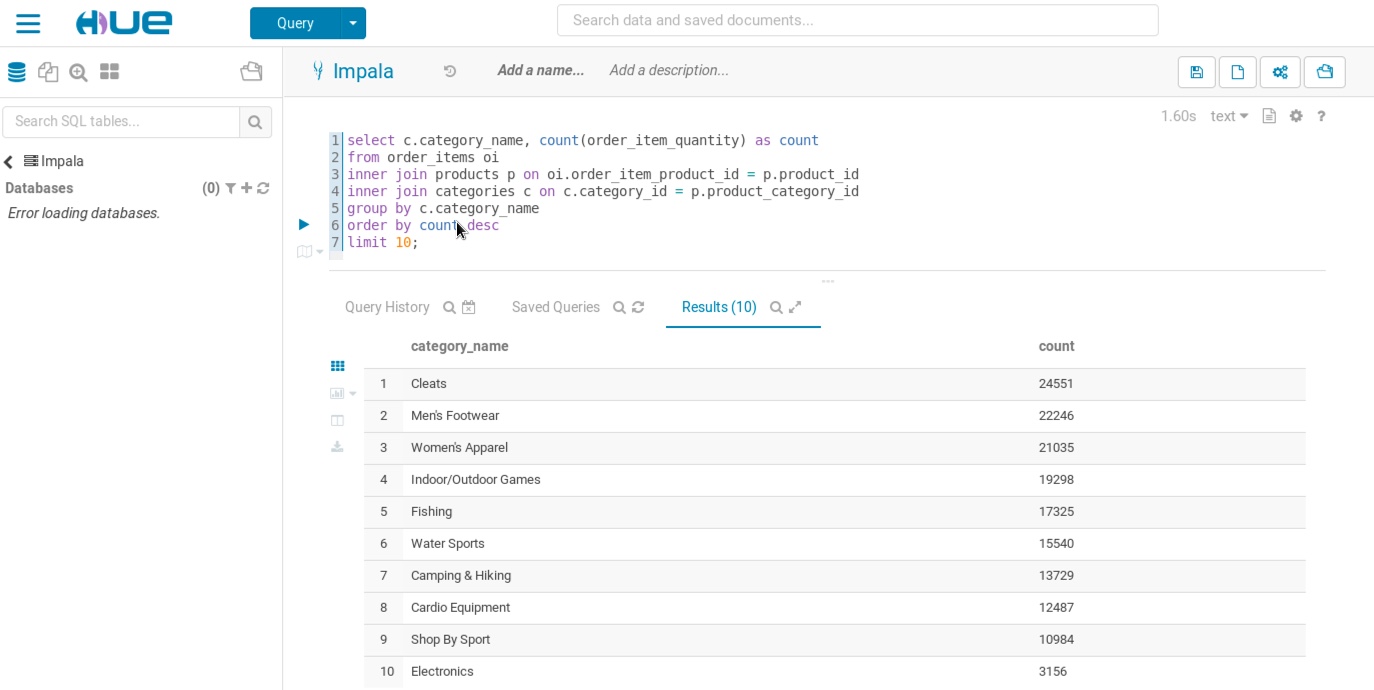 HUE
Query
Search data and saved documents...
Impala
Add a name...
Add a description...
Search SQL tables...
Impala
Databases
(0)
Error loading databases.
1.60s
text
?
1 select c.category_name, count(order_item_quantity) as count
2 from order_items oi
3 inner join products p on oi.order_item_product_id = p.product_id
4 inner join categories c on c.category_id = p.product_category_id
5 group by c.category_name
6 order by count desc
7 limit 10;
...
Query History
Saved Queries
Results (10)
category_name count
1 Cleats 24551
2 Men's Footwear 22246
3 Women's Apparel 21035
4 Indoor/Outdoor Games 19298
5 Fishing 17325
6 Water Sports 15540
7 Camping & Hiking 13729
8 Cardio Equipment 12487
9 Shop By Sport 10984
10 Electronics 3156